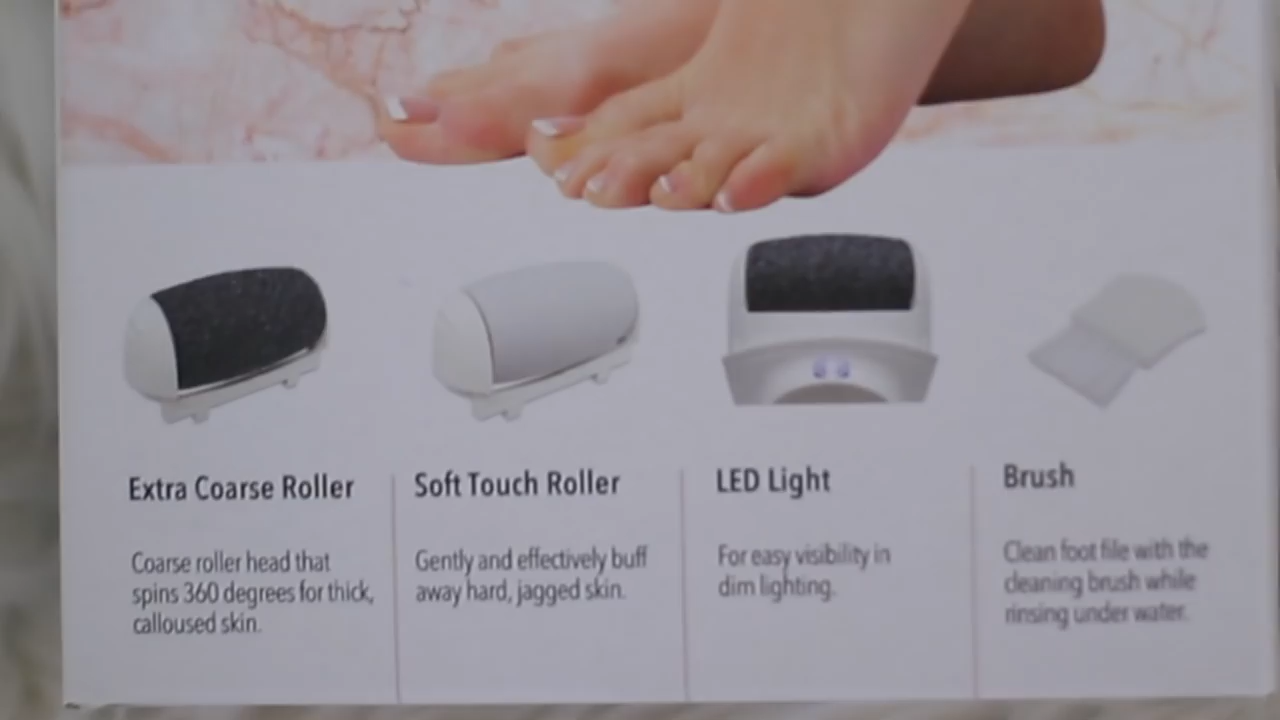 Extra Coarse Roller
Coarse roller head that
spins 360 degrees for thick,
calloused skin.
Soft Touch Roller
Gently and effectively buff
away hard, jagged skin.
LED Light
For easy visibility in
dim lighting.
Brush
Clean foot file with the
cleaning brush while
rinsing under water.